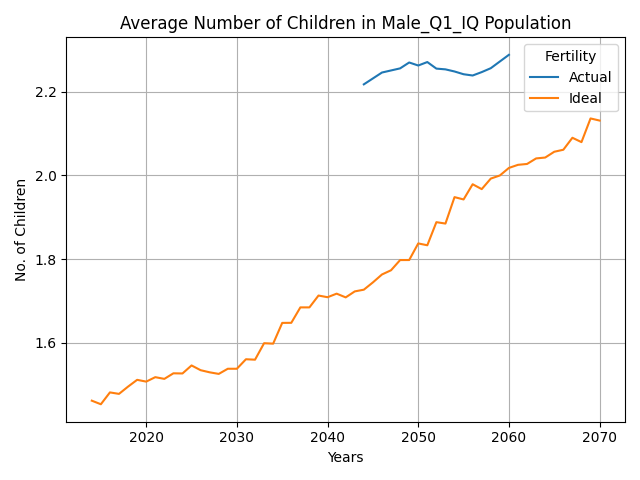 Average Number of Children in Male_Q1_IQ Population
Fertility
Actual
Ideal
No. of Children
2.2
2.0
1.8
1.6
2020 2030 2040 2050 2060 2070
Years